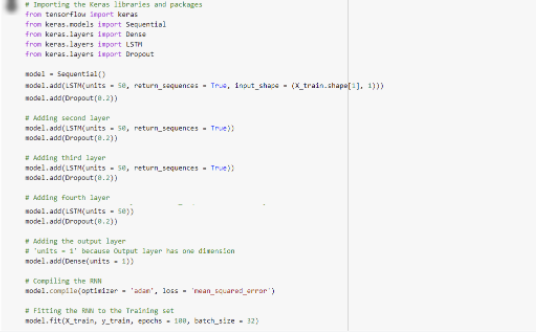 # Importing the Keras libraries and packages
from tensorflow import keras
from keras.models import Sequential
from keras.layers import Dense
from keras.layers import LSTM
from keras.layers import Dropout
model = Sequential()
model.add(LSTM(units = 50, return_sequences = True, input_shape = (X_train.shape[1], 1)))
model.add(Dropout(0.2))
# Adding second layer
model.add(LSTM(units = 50, return_sequences = True))
model.add(Dropout(0.2))
# Adding third layer
model.add(LSTM(units = 50, return_sequences = True))
model.add(Dropout(0.2))
# Adding fourth layer
model.add(LSTM(units = 50))
model.add(Dropout(0.2))
# Adding the output layer
# 'units = 1' because Output layer has one dimension
model.add(Dense(units = 1))
# Compiling the RNN
model.compile(optimizer = 'adam', loss = 'mean_squared_error')
# Fitting the RNN to the Training set
model.fit(X_train, y_train, epochs = 100, batch_size = 32)